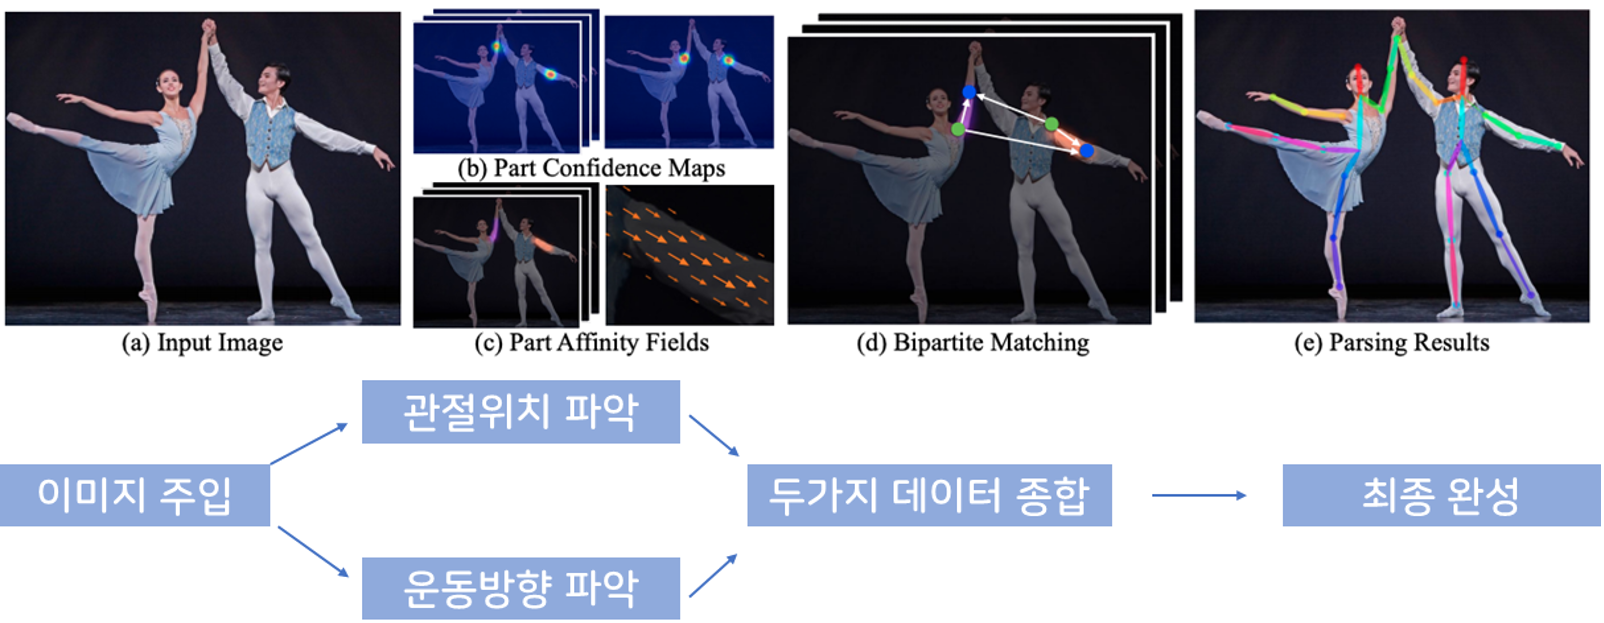 (a) Input Image
(b) Part Confidence Maps
(c) Part Affinity Fields
(d) Bipartite Matching
(e) Parsing Results
이미지 주입
관절위치 파악
운동방향 파악
두가지 데이터 종합
최종 완성